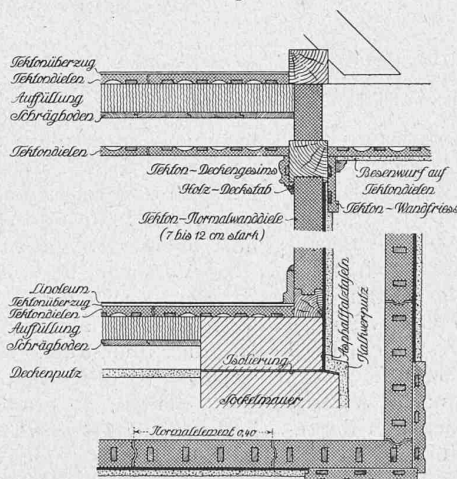 Tektonüberzug
Tektondielen
Auffüllung
Schrägboden
Tektondielen
Tekton-Deckengesims
Holz-Deckstab
Besenwurf auf
Tektondielen
Tekton-Wandfries
Tekton-Normalwanddiele
(7 bis 12 cm stark)
Linoleum
Tektonüberzug
Tektondielen
Auffüllung
Schrägboden
Asphaltfalztafeln
Kalkverputz
Isolierung
Deckenputz
Sockelmauer
Normalelement 0,40